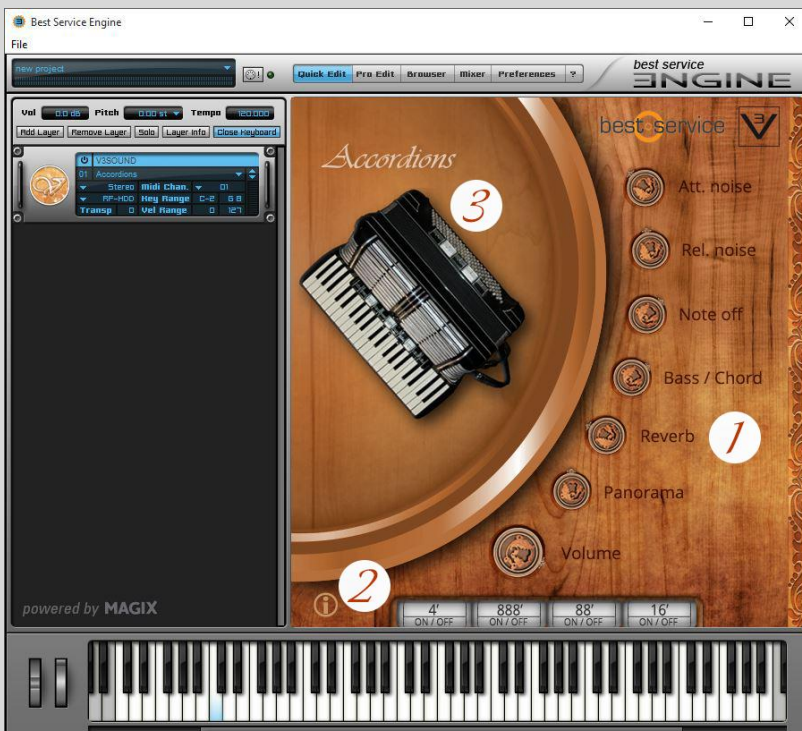 Best Service Engine
File
new project
Quick Edit Pro Edit Browser Mixer Preferences ?
best service
ENGINE
Vol 0.0 dB Pitch 0.00 st Tempo 120.000
Add Layer Remove Layer Solo Layer Info Close Keyboard
V3SOUND
01 Accordions
Stereo Midi Chan. 01
RP-HDD Key Range C-2 G 8
Transp 0 Vel Range 0 127
best service V3
Accordions
3
Att. noise
Rel. noise
Note off
Bass / Chord
Reverb 1
Panorama
Volume
i 2
4' 888' 88' 16'
ON / OFF ON / OFF ON / OFF ON / OFF
powered by MAGIX